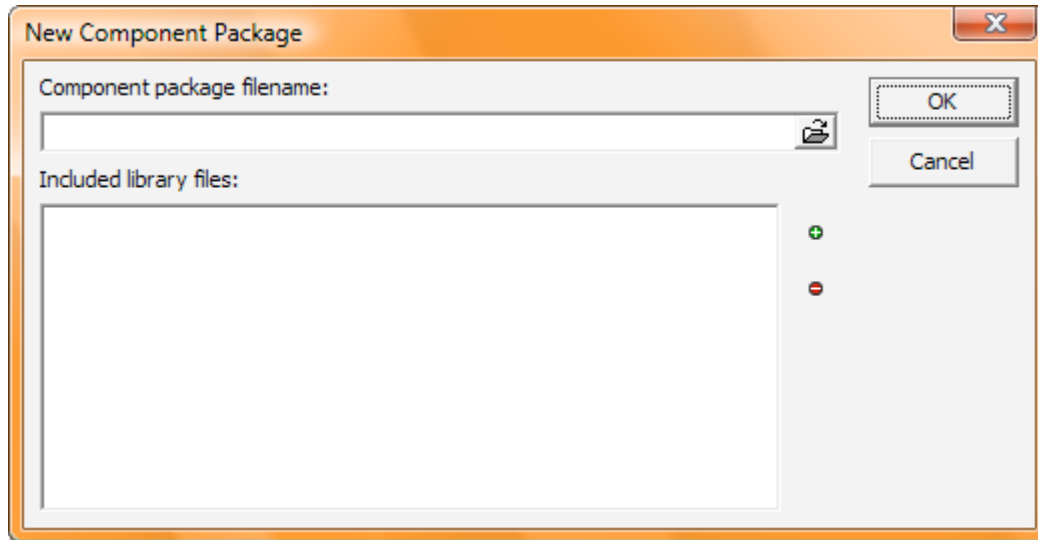 New Component Package
Component package filename:
OK
Cancel
Included library files: